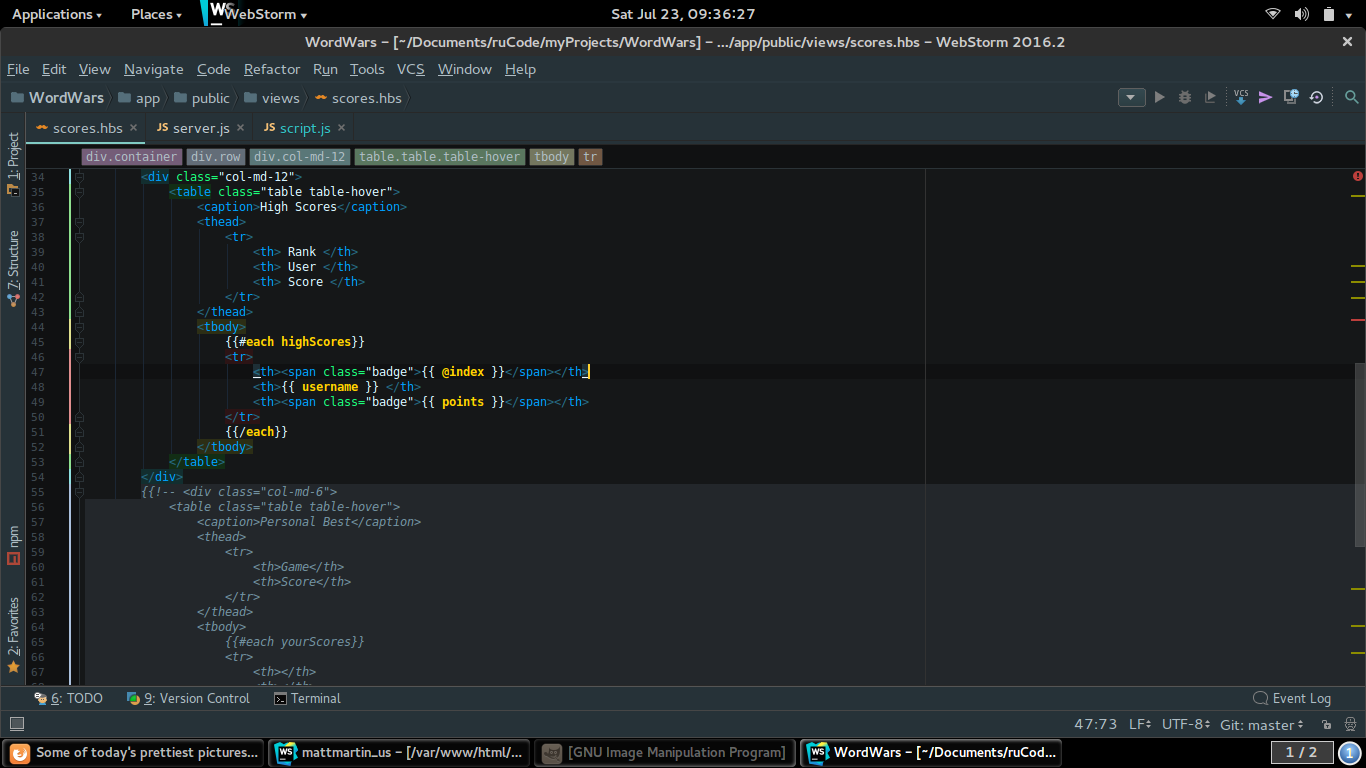 Applications Places WebStorm Sat Jul 23, 09:36:27
WordWars – [~/Documents/ruCode/myProjects/WordWars] – .../app/public/views/scores.hbs – WebStorm 2016.2
File Edit View Navigate Code Refactor Run Tools VCS Window Help
WordWars app public views scores.hbs VCS
scores.hbs JS server.js JS script.js
div.container div.row div.col-md-12 table.table.table-hover tbody tr
1: Project
7: Structure
npm
2: Favorites
34 <div class="col-md-12">
35 <table class="table table-hover">
36 <caption>High Scores</caption>
37 <thead>
38 <tr>
39 <th> Rank </th>
40 <th> User </th>
41 <th> Score </th>
42 </tr>
43 </thead>
44 <tbody>
45 {{#each highScores}}
46 <tr>
47 <th><span class="badge">{{ @index }}</span></th>
48 <th>{{ username }} </th>
49 <th><span class="badge">{{ points }}</span></th>
50 </tr>
51 {{/each}}
52 </tbody>
53 </table>
54 </div>
55 {{!-- <div class="col-md-6">
56 <table class="table table-hover">
57 <caption>Personal Best</caption>
58 <thead>
59 <tr>
60 <th>Game</th>
61 <th>Score</th>
62 </tr>
63 </thead>
64 <tbody>
65 {{#each yourScores}}
66 <tr>
67 <th></th>
6: TODO 9: Version Control Terminal Event Log
47:73 LF UTF-8 Git: master
Some of today's prettiest pictures... WS mattmartin_us – [/var/www/html/... [GNU Image Manipulation Program] WS WordWars – [~/Documents/ruCod... 1 / 2 1